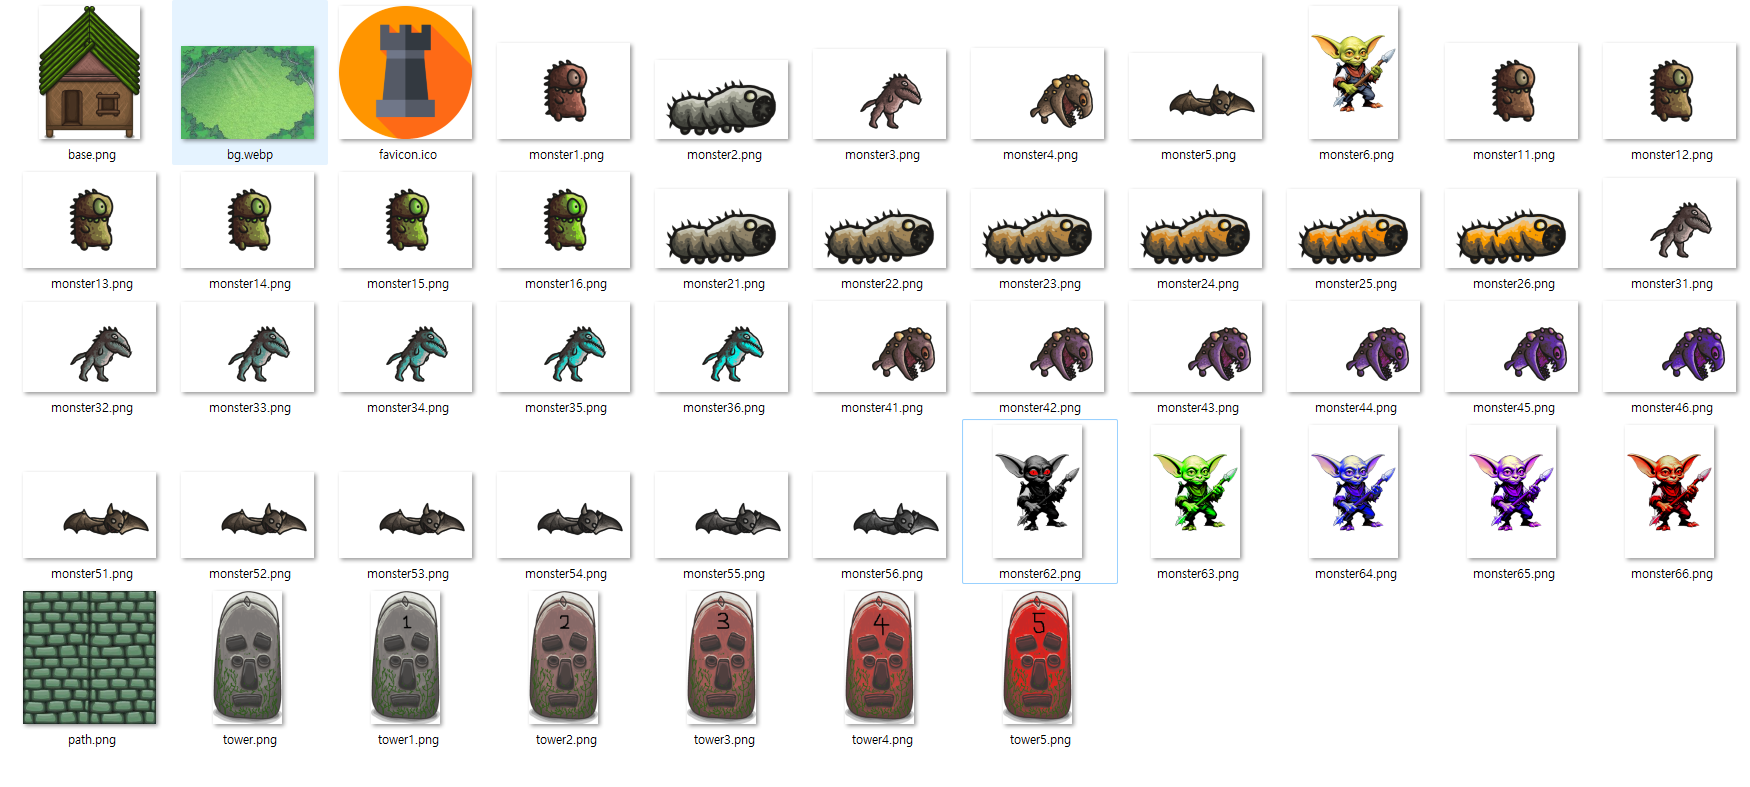 base.png bg.webp favicon.ico monster1.png monster2.png monster3.png monster4.png monster5.png monster6.png monster11.png monster12.png
monster13.png monster14.png monster15.png monster16.png monster21.png monster22.png monster23.png monster24.png monster25.png monster26.png monster31.png
monster32.png monster33.png monster34.png monster35.png monster36.png monster41.png monster42.png monster43.png monster44.png monster45.png monster46.png
monster51.png monster52.png monster53.png monster54.png monster55.png monster56.png monster62.png monster63.png monster64.png monster65.png monster66.png
1 2 3 4 5
path.png tower.png tower1.png tower2.png tower3.png tower4.png tower5.png